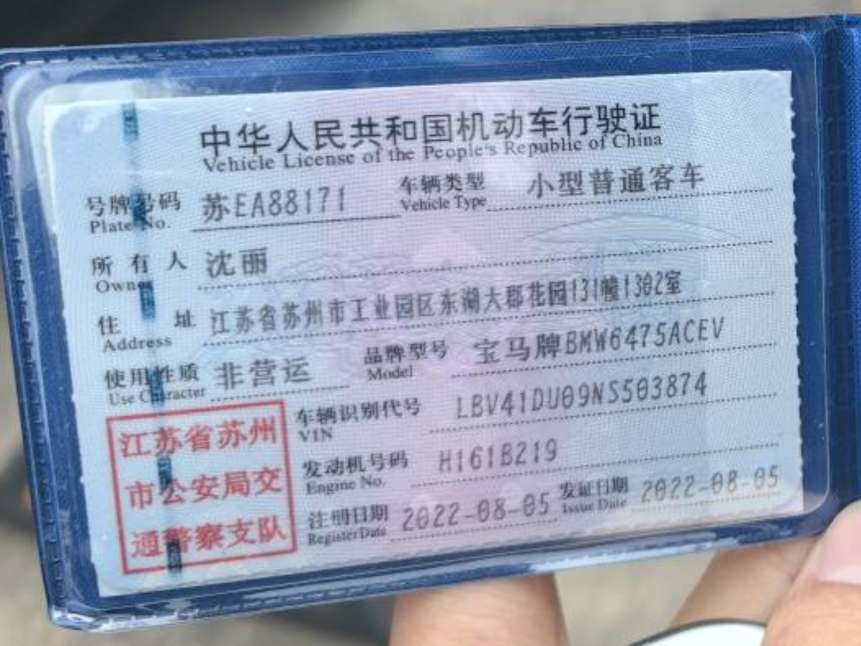 中华人民共和国机动车行驶证
Vehicle License of the People's Republic of China
号牌号码 苏EA88171 车辆类型 小型普通客车
Plate No. Vehicle Type
所有人 沈丽
Owner
住址 江苏省苏州市工业园区东湖大郡花园131幢1302室
Address
使用性质 非营运 品牌型号 宝马牌BMW6475ACEV
Use Character Model
江苏省苏州
市公安局交
通警察支队
车辆识别代号 LBV41DU09NS503874
VIN
发动机号码 H161B219
Engine No.
注册日期 2022-08-05 发证日期 2022-08-05
Register Date Issue Date